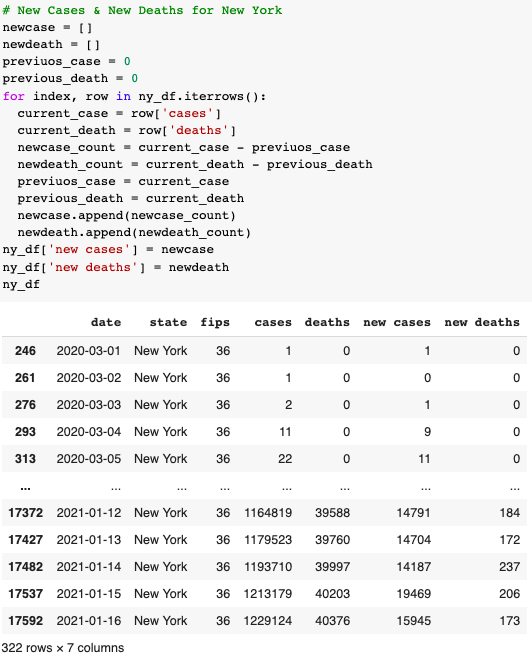 # New Cases & New Deaths for New York
newcase = []
newdeath = []
previuos_case = 0
previous_death = 0
for index, row in ny_df.iterrows():
  current_case = row['cases']
  current_death = row['deaths']
  newcase_count = current_case - previuos_case
  newdeath_count = current_death - previous_death
  previuos_case = current_case
  previous_death = current_death
  newcase.append(newcase_count)
  newdeath.append(newdeath_count)
ny_df['new cases'] = newcase
ny_df['new deaths'] = newdeath
ny_df
date state fips cases deaths new cases new deaths
246 2020-03-01 New York 36 1 0 1 0
261 2020-03-02 New York 36 1 0 0 0
276 2020-03-03 New York 36 2 0 1 0
293 2020-03-04 New York 36 11 0 9 0
313 2020-03-05 New York 36 22 0 11 0
... ... ... ... ... ... ... ...
17372 2021-01-12 New York 36 1164819 39588 14791 184
17427 2021-01-13 New York 36 1179523 39760 14704 172
17482 2021-01-14 New York 36 1193710 39997 14187 237
17537 2021-01-15 New York 36 1213179 40203 19469 206
17592 2021-01-16 New York 36 1229124 40376 15945 173
322 rows × 7 columns